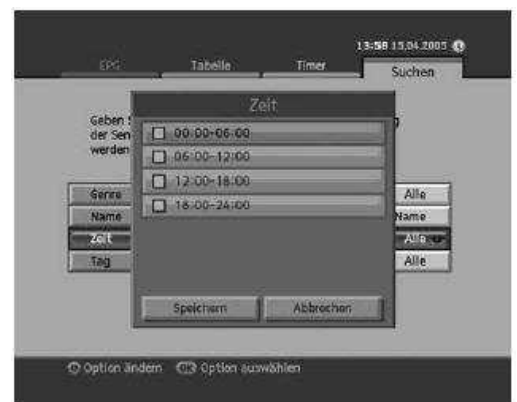 13:58 15.04.2005
EPG Tabelle Timer Suchen
Zeit
Geben
der Sen
werden
00:00-06:00
06:00-12:00
12:00-18:00
18:00-24:00
Genre Alle
Name Name
Zeit Alle
Tag Alle
Speichern Abbrechen
Option ändern OK Option auswählen